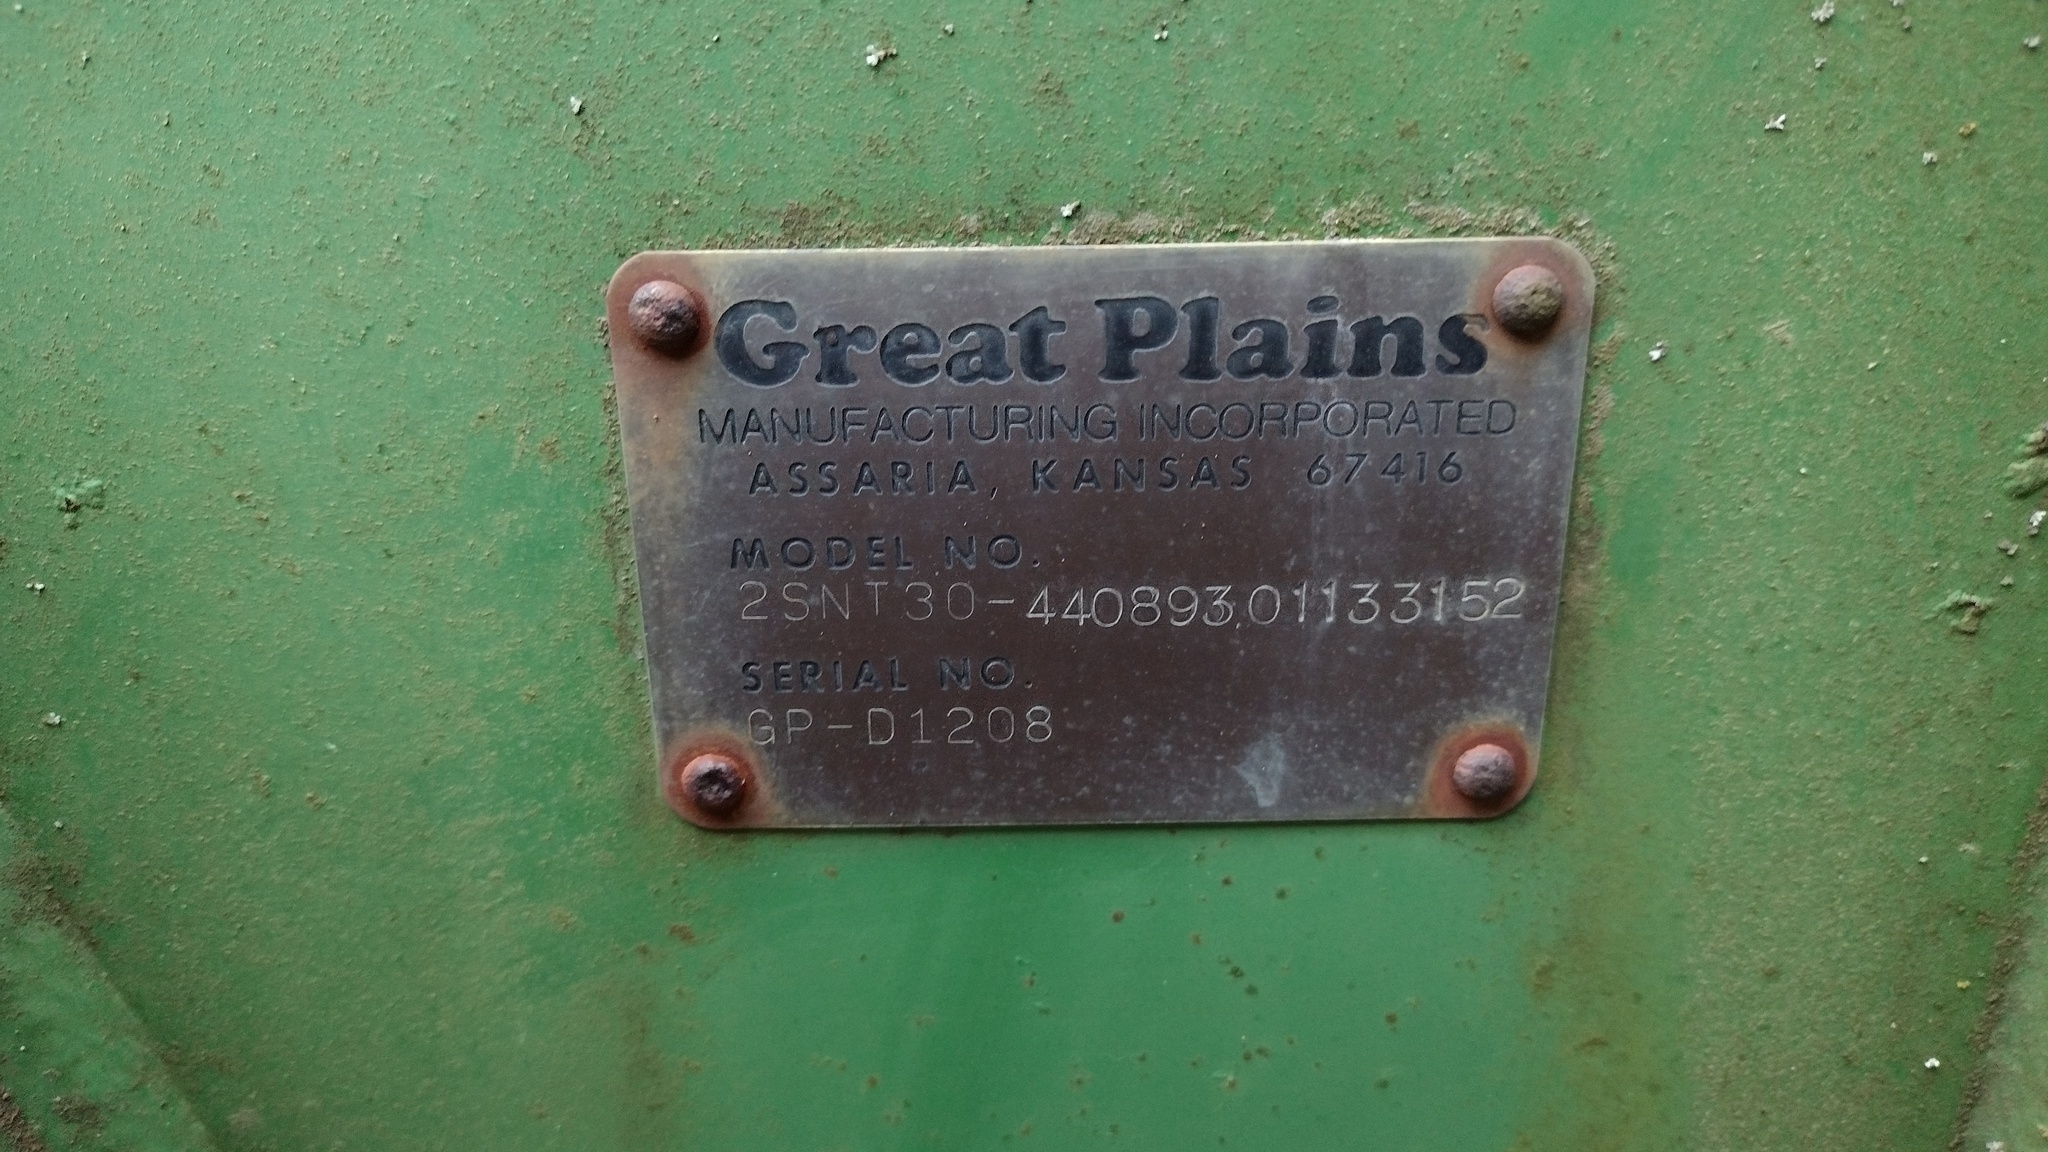 Great Plains
MANUFACTURING INCORPORATED
ASSARIA, KANSAS 67416
MODEL NO.
2SNT30-440893.01133152
SERIAL NO.
GP-D1208